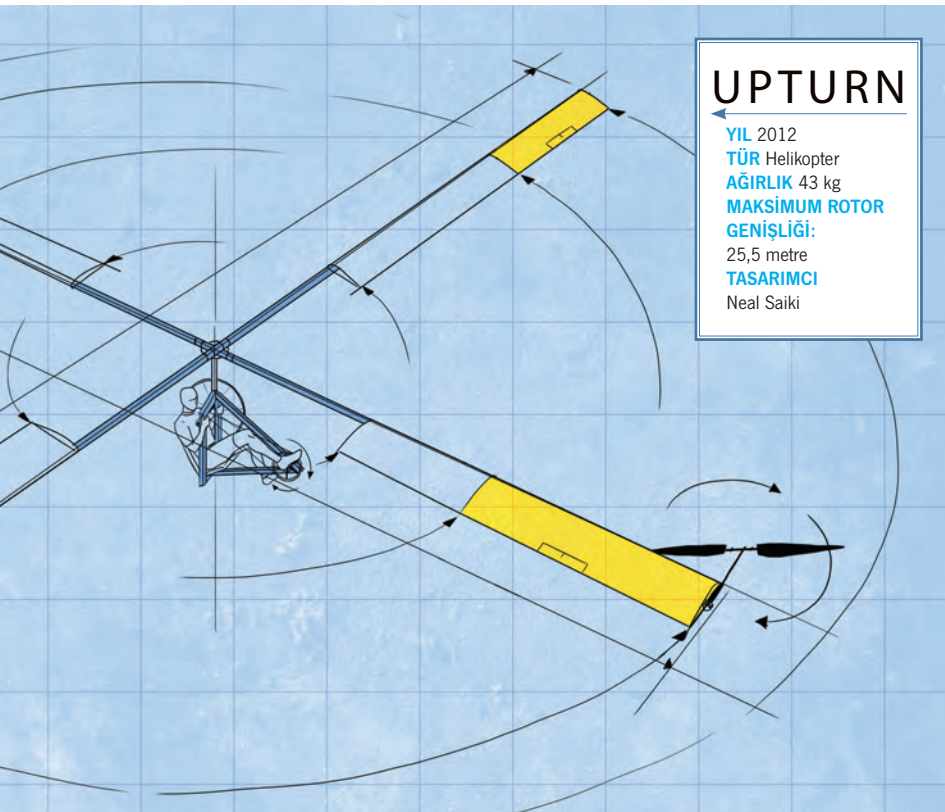 UPTURN
YIL 2012
TÜR Helikopter
AĞIRLIK 43 kg
MAKSİMUM ROTOR
GENİŞLİĞİ:
25,5 metre
TASARIMCI
Neal Saiki